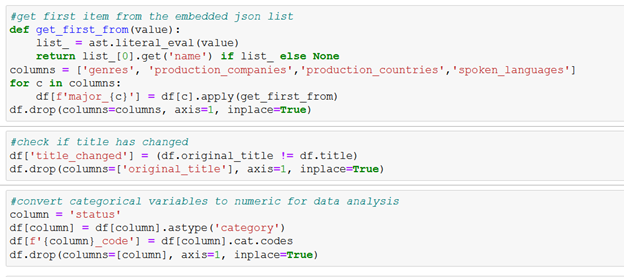 #get first item from the embedded json list
def get_first_from(value):
    list_ = ast.literal_eval(value)
    return list_[0].get('name') if list_ else None
columns = ['genres', 'production_companies','production_countries','spoken_languages']
for c in columns:
    df[f'major_{c}'] = df[c].apply(get_first_from)
df.drop(columns=columns, axis=1, inplace=True)
#check if title has changed
df['title_changed'] = (df.original_title != df.title)
df.drop(columns=['original_title'], axis=1, inplace=True)
#convert categorical variables to numeric for data analysis
column = 'status'
df[column] = df[column].astype('category')
df[f'{column}_code'] = df[column].cat.codes
df.drop(columns=[column], axis=1, inplace=True)